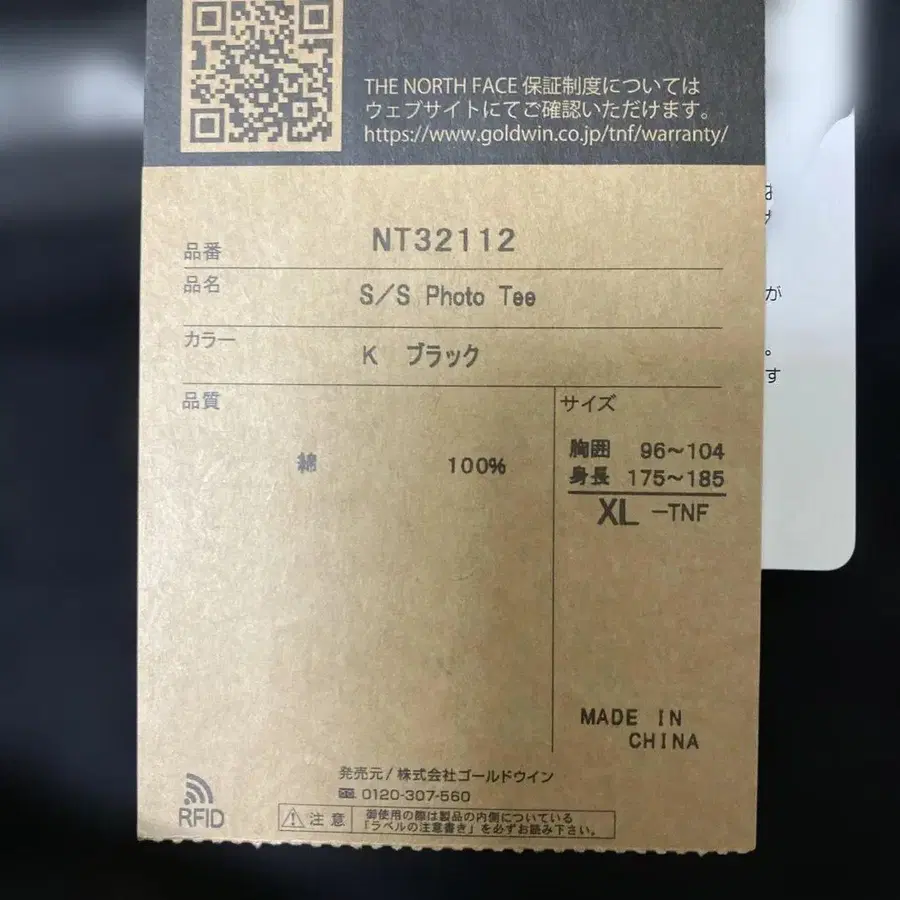 THE NORTH FACE 保証制度については
ウェブサイトにてご確認いただけます。
https://www.goldwin.co.jp/tnf/warranty/
品番 NT32112
品名 S/S Photo Tee
カラー K ブラック
品質
綿 100%
サイズ
胸囲 96~104
身長 175~185
XL -TNF
MADE IN
CHINA
発売元/株式会社ゴールドウイン
0120-307-560
RFID
注意
御使用の際は製品の内側についている
「ラベルの注意書き」を必ずお読み下さい。
が
。
す